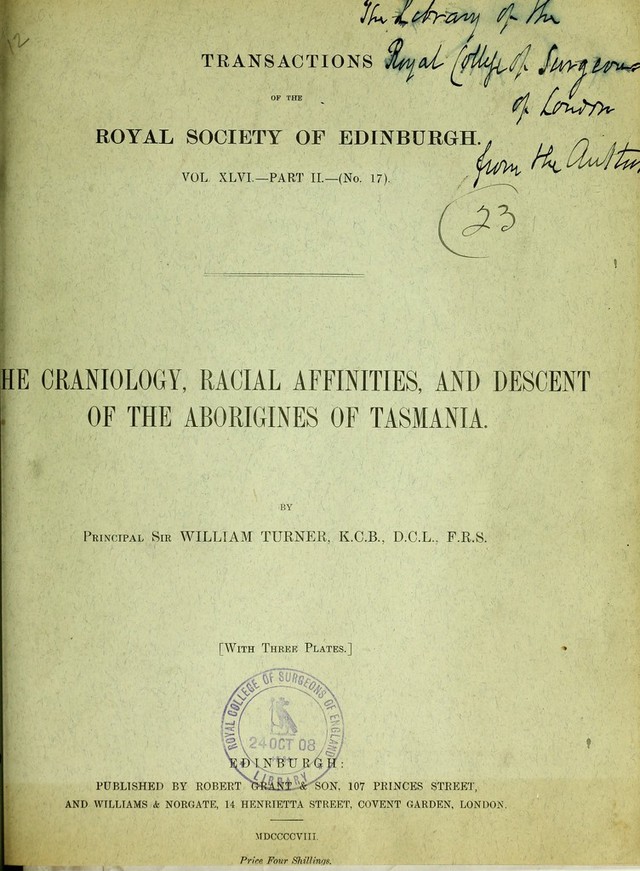 12
The Library of the
Royal College of Surgeons
of London
from the Author
23
TRANSACTIONS
OF THE
ROYAL SOCIETY OF EDINBURGH.
VOL. XLVI.—PART II.—(No. 17).
HE CRANIOLOGY, RACIAL AFFINITIES, AND DESCENT
OF THE ABORIGINES OF TASMANIA.
BY
PRINCIPAL SIR WILLIAM TURNER, K.C.B., D.C.L., F.R.S.
[WITH THREE PLATES.]
ROYAL COLLEGE OF SURGEONS OF ENGLAND
24 OCT 08
LIBRARY
EDINBURGH:
PUBLISHED BY ROBERT GRANT & SON, 107 PRINCES STREET,
AND WILLIAMS & NORGATE, 14 HENRIETTA STREET, COVENT GARDEN, LONDON.
MDCCCCVIII.
Price Four Shillings.